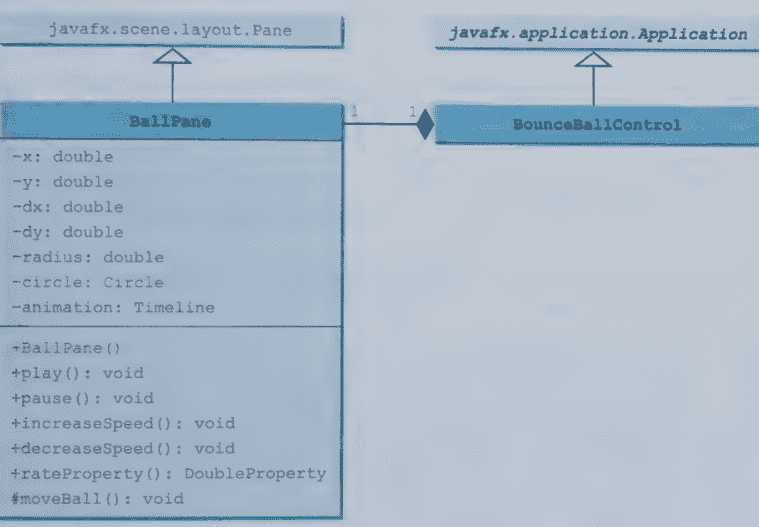 javafx.scene.layout.Pane
javafx.application.Application
BallPane
1
1
BounceBallControl
-x: double
-y: double
-dx: double
-dy: double
-radius: double
-circle: Circle
-animation: Timeline
+BallPane()
+play(): void
+pause(): void
+increaseSpeed(): void
+decreaseSpeed(): void
+rateProperty(): DoubleProperty
#moveBall(): void